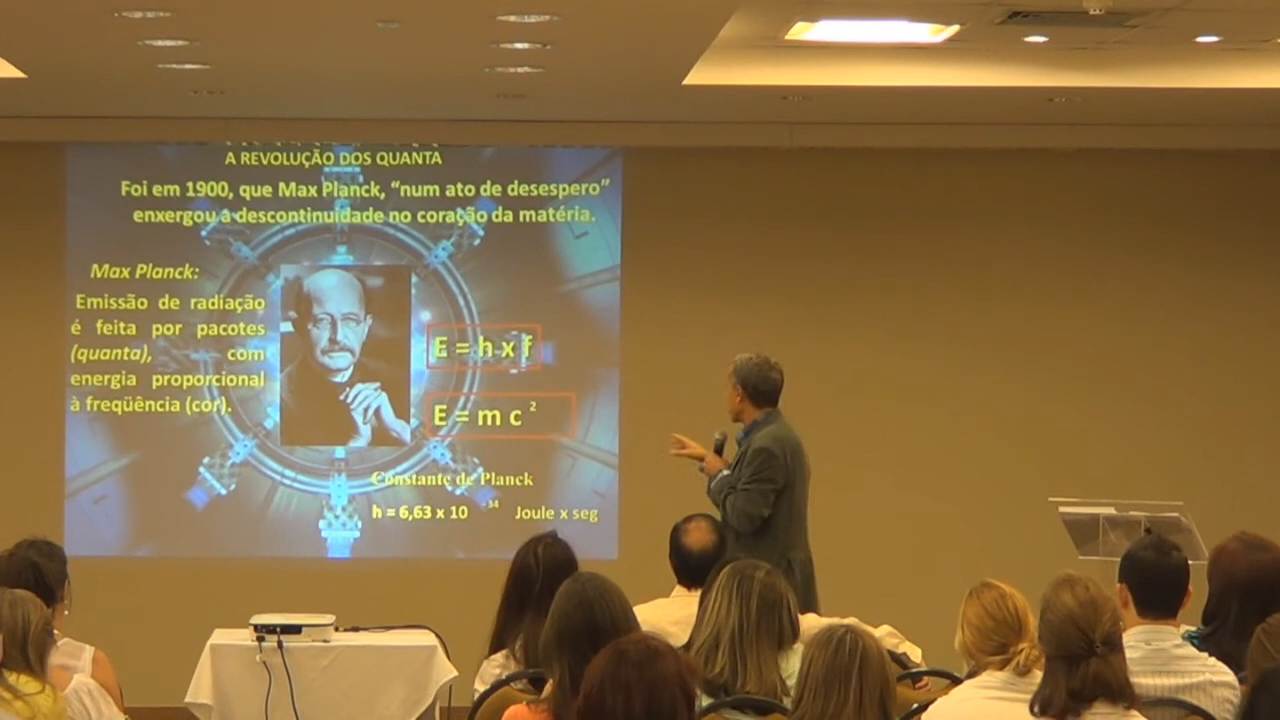 A REVOLUÇÃO DOS QUANTA
Foi em 1900, que Max Planck, “num ato de desespero”
enxergou a descontinuidade no coração da matéria.
Max Planck:
Emissão de radiação
é feita por pacotes
(quanta), com
energia proporcional
à freqüência (cor).
E = h x f
E = m c ²
Constante de Planck
h = 6,63 x 10 ⁻³⁴ Joule x seg